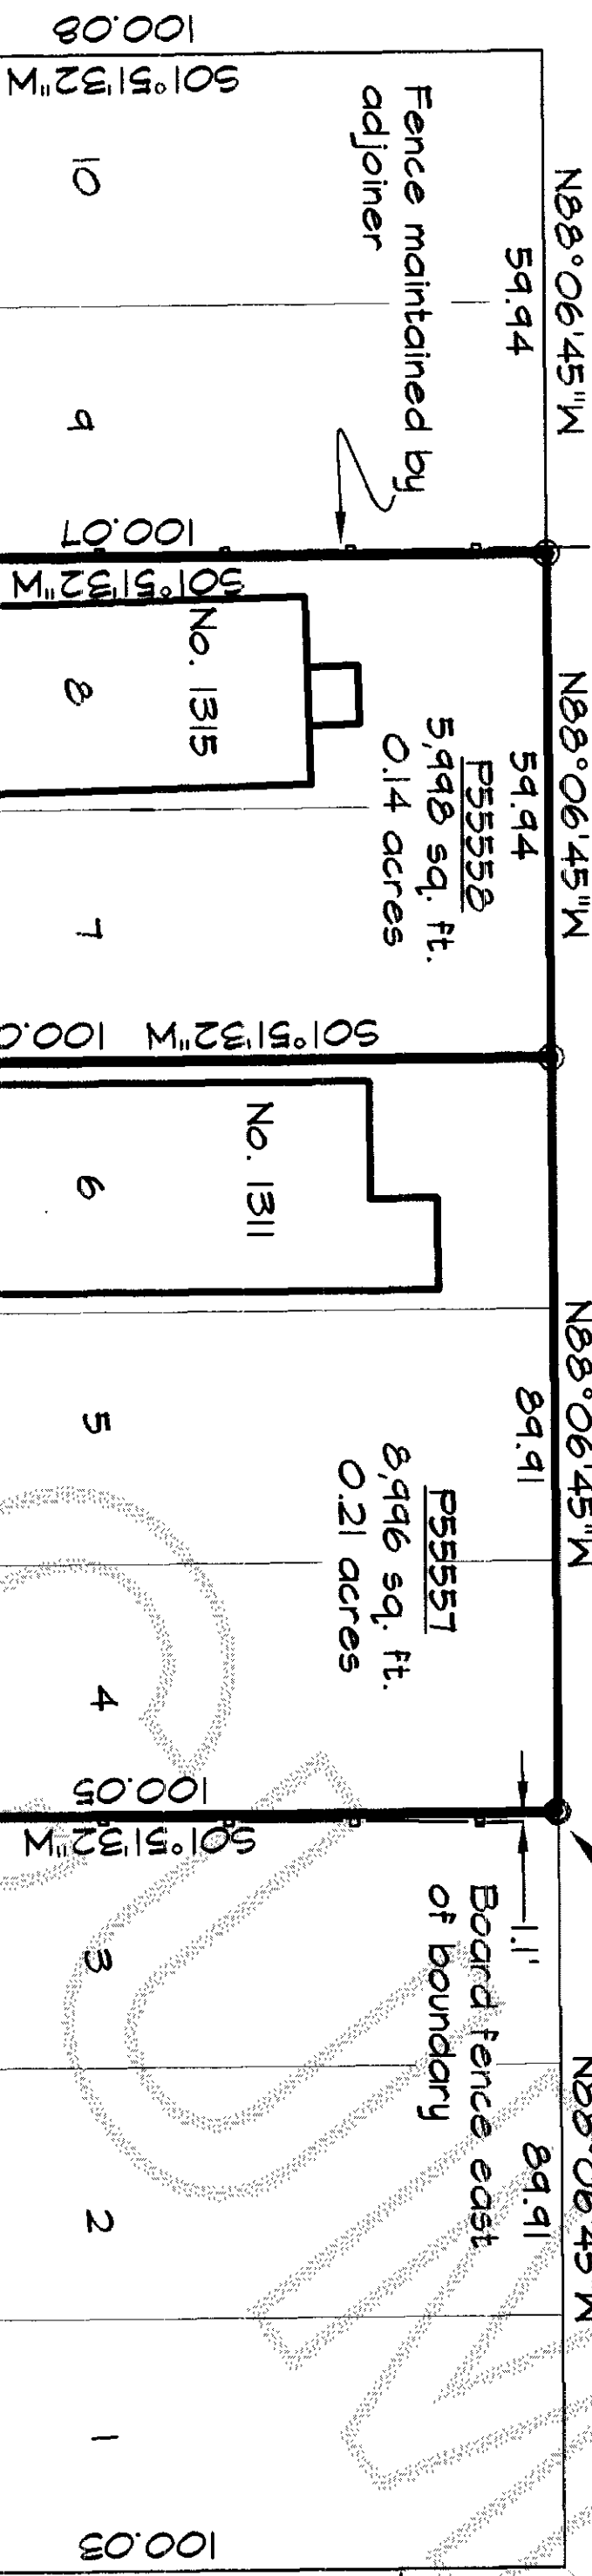 100.08
S01°51'32"W
10
N88°06'45"W
59.94
Fence maintained by
adjoiner
9
100.07
S01°51'32"W
N88°06'45"W
59.94
P55558
5,998 sq. ft.
0.14 acres
No. 1315
8
7
S01°51'32"W
No. 1311
6
N88°06'45"W
89.91
5
P55557
8,996 sq. ft.
0.21 acres
4
100.05
S01°51'32"W
1.1'
Board fence east
of boundary
3
N88°06'45"W
89.91
2
1
100.03